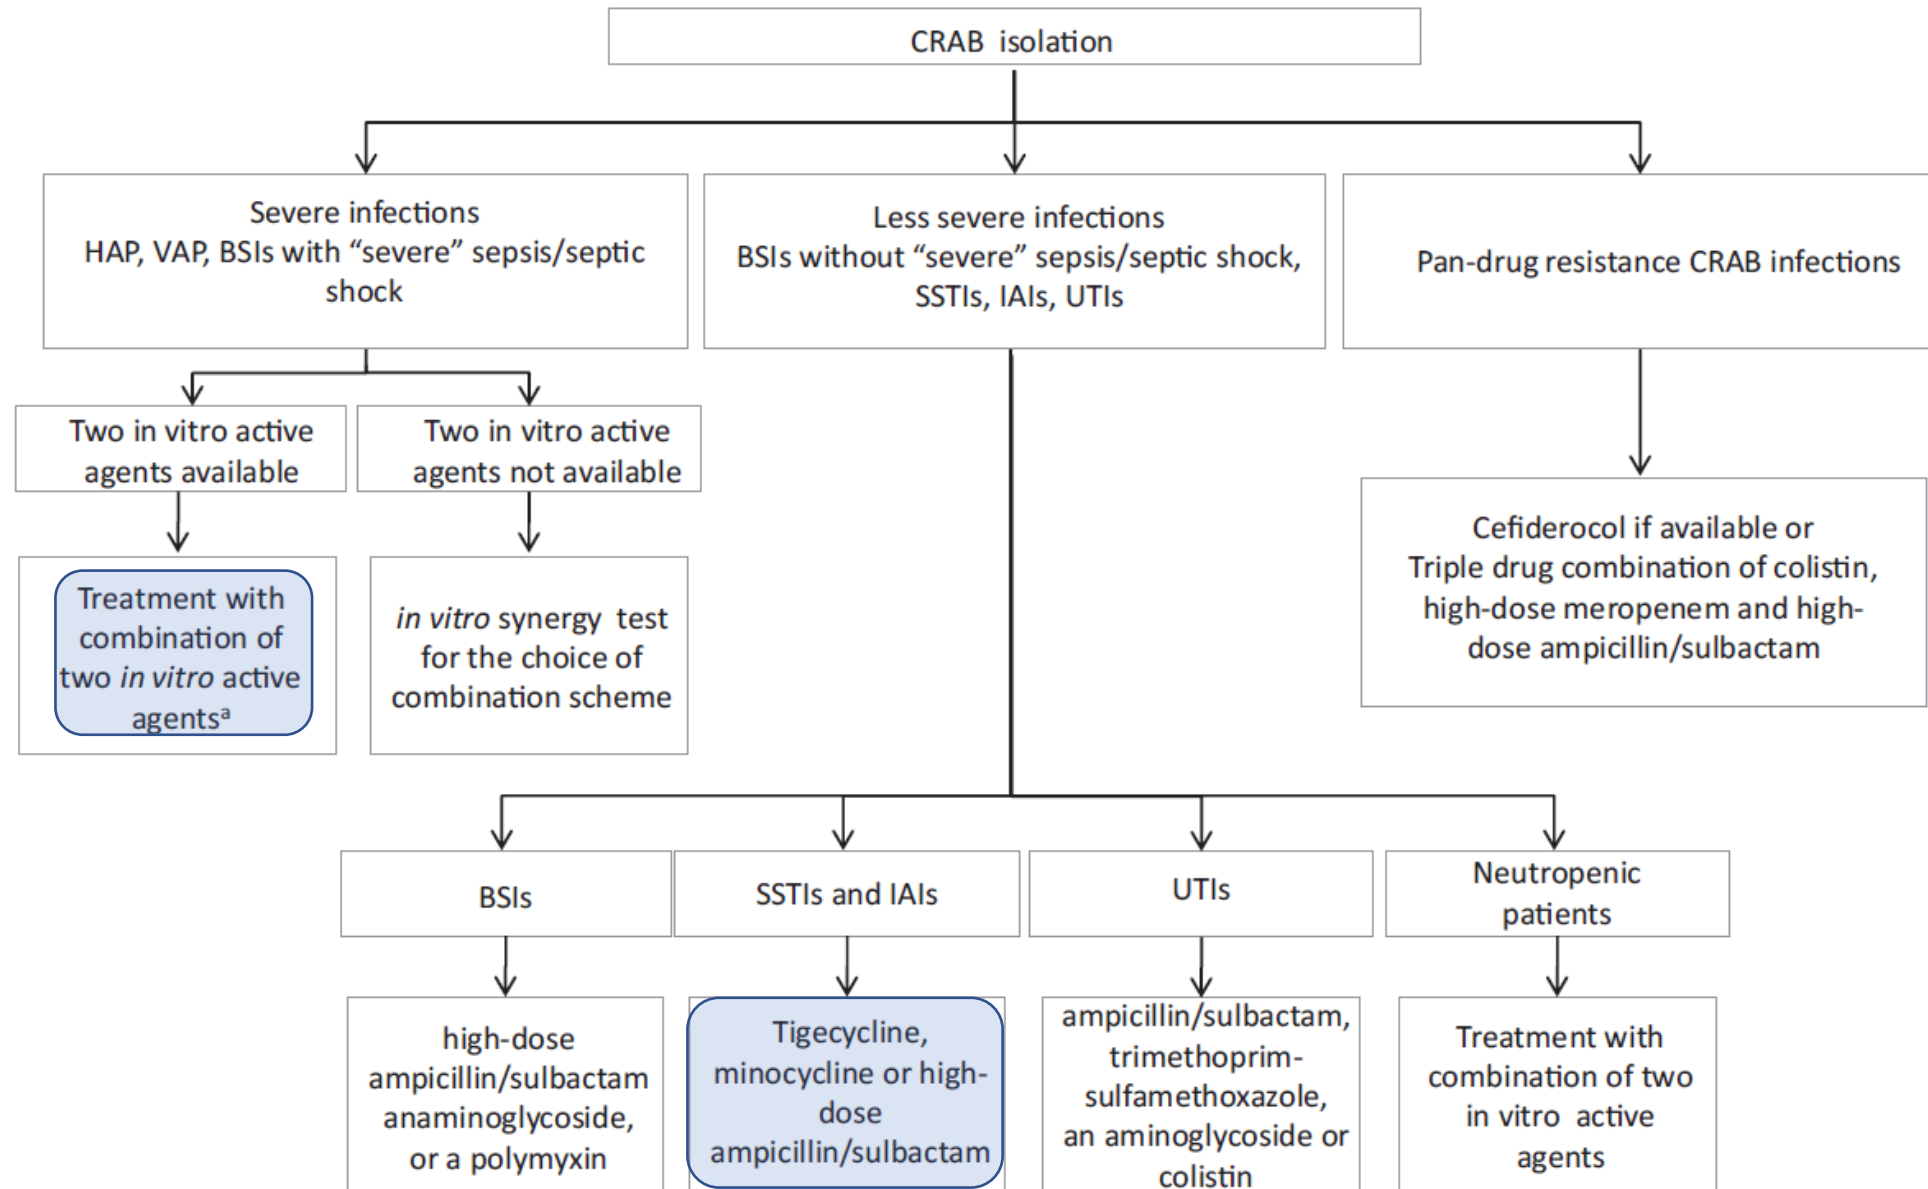 CRAB isolation
Severe infections
HAP, VAP, BSIs with “severe” sepsis/septic
shock
Less severe infections
BSIs without “severe” sepsis/septic shock,
SSTIs, IAIs, UTIs
Pan-drug resistance CRAB infections
Two in vitro active
agents available
Two in vitro active
agents not available
Treatment with
combination of
two in vitro active
agentsᵃ
in vitro synergy test
for the choice of
combination scheme
Cefiderocol if available or
Triple drug combination of colistin,
high-dose meropenem and high-
dose ampicillin/sulbactam
BSIs
SSTIs and IAIs
UTIs
Neutropenic
patients
high-dose
ampicillin/sulbactam
anaminoglycoside,
or a polymyxin
Tigecycline,
minocycline or high-
dose
ampicillin/sulbactam
ampicillin/sulbactam,
trimethoprim-
sulfamethoxazole,
an aminoglycoside or
colistin
Treatment with
combination of two
in vitro active
agents